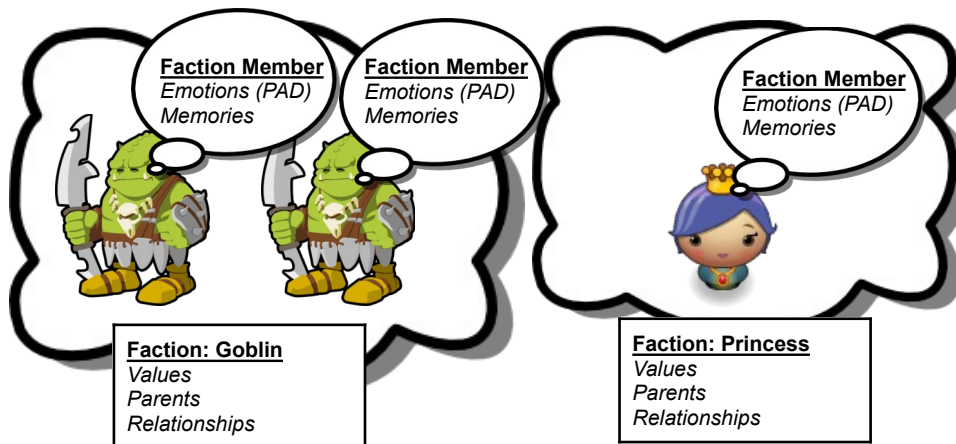 Faction Member
Emotions (PAD)
Memories
Faction Member
Emotions (PAD)
Memories
Faction Member
Emotions (PAD)
Memories
Faction: Goblin
Values
Parents
Relationships
Faction: Princess
Values
Parents
Relationships